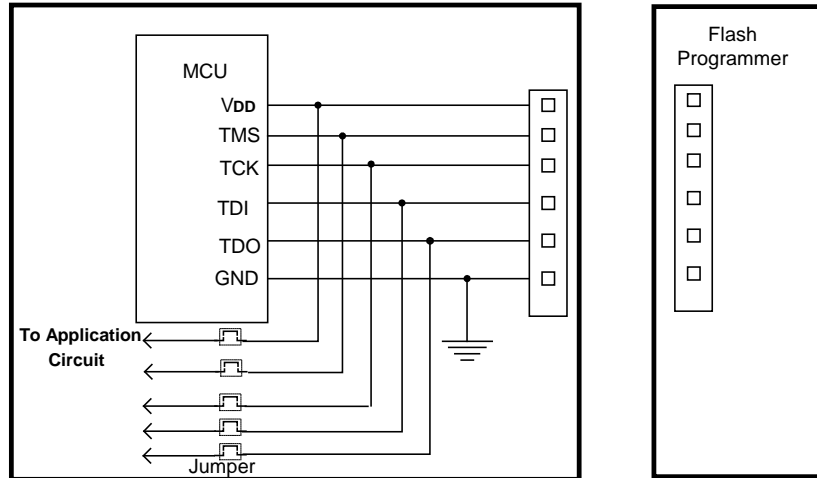 MCU
VDD
TMS
TCK
TDI
TDO
GND
To Application
Circuit
Jumper
Flash
Programmer